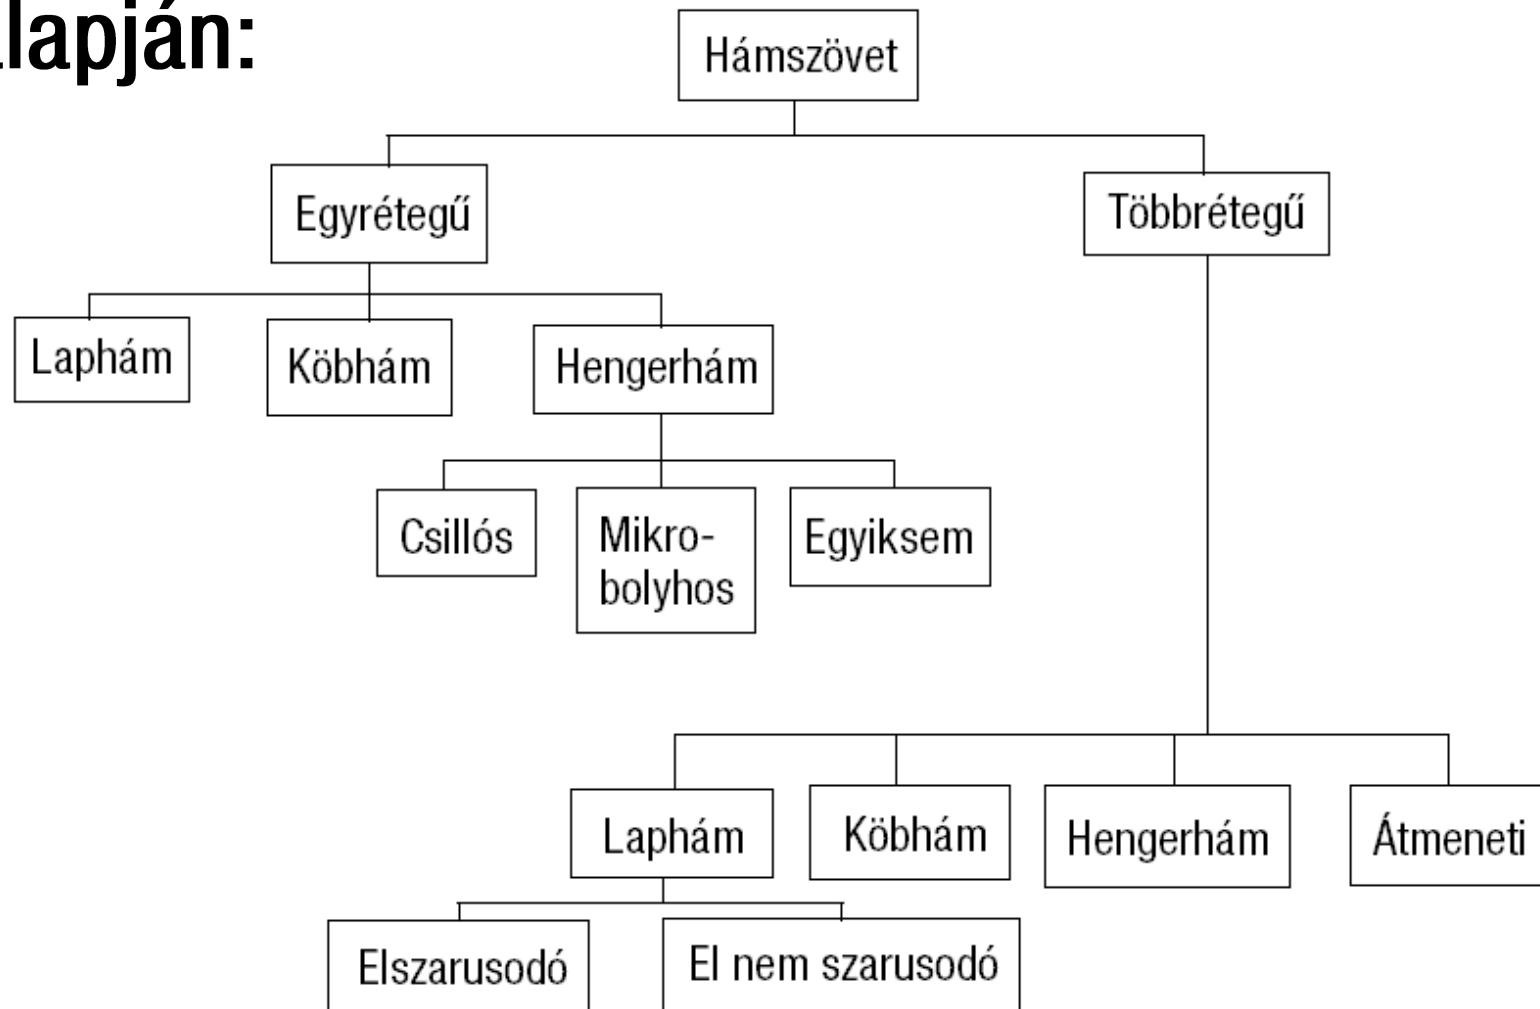 lapján:
Hámszövet
Egyrétegű
Többrétegű
Laphám
Köbhám
Hengerhám
Csillós
Mikro-
bolyhos
Egyiksem
Laphám
Köbhám
Hengerhám
Átmeneti
Elszarusodó
El nem szarusodó